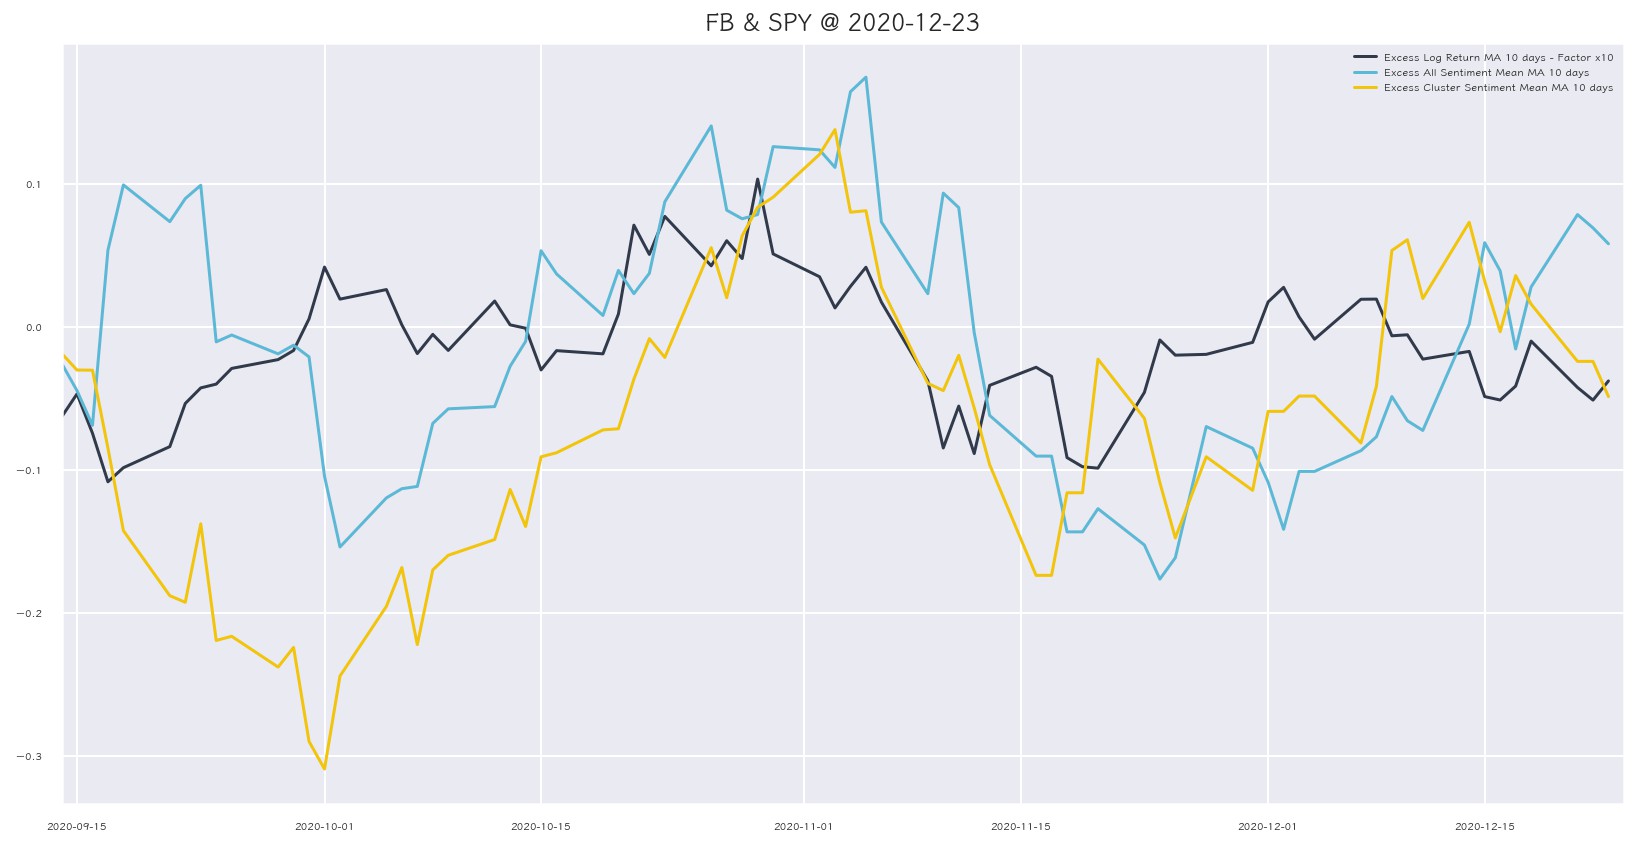 FB & SPY @ 2020-12-23
Excess Log Return MA 10 days - Factor x10
Excess All Sentiment Mean MA 10 days
Excess Cluster Sentiment Mean MA 10 days
0.1
0.0
−0.1
−0.2
−0.3
2020-09-15 2020-10-01 2020-10-15 2020-11-01 2020-11-15 2020-12-01 2020-12-15